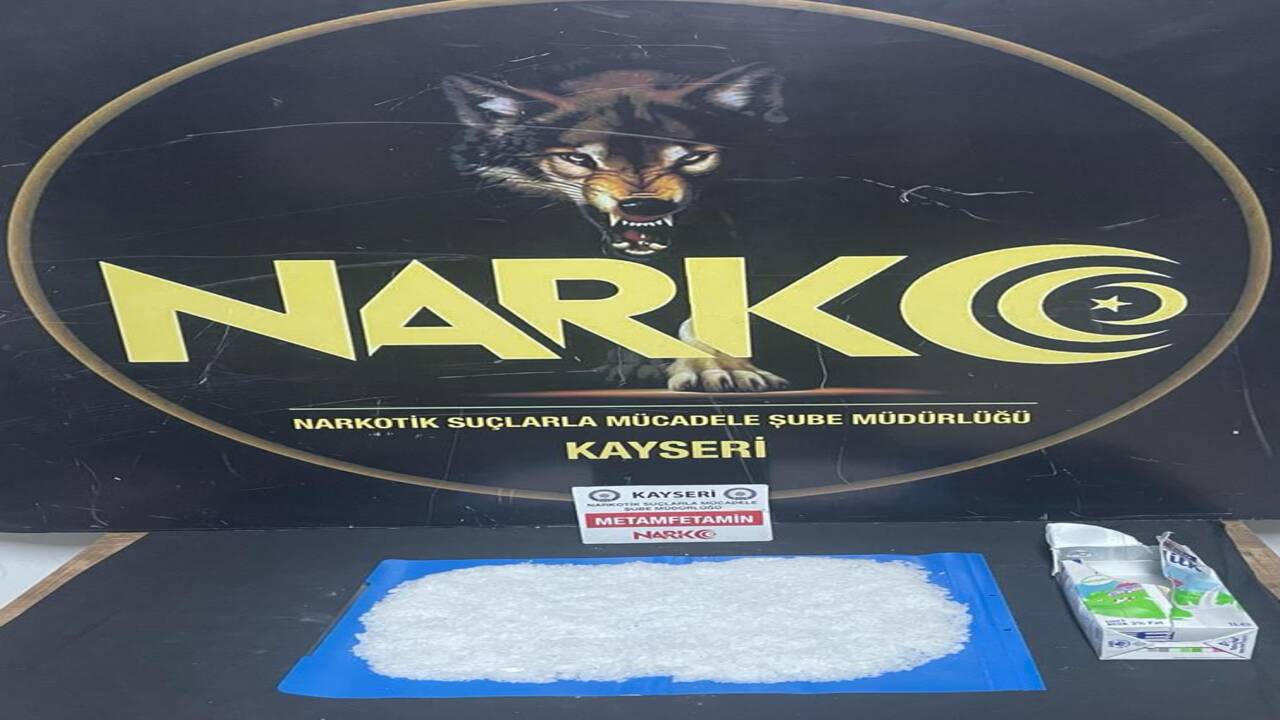 NARKO
NARKOTİK SUÇLARLA MÜCADELE ŞUBE MÜDÜRLÜĞÜ
KAYSERİ
KAYSERİ
NARKOTİK SUÇLARLA MÜCADELE
ŞUBE MÜDÜRLÜĞÜ
METAMFETAMİN
NARKO